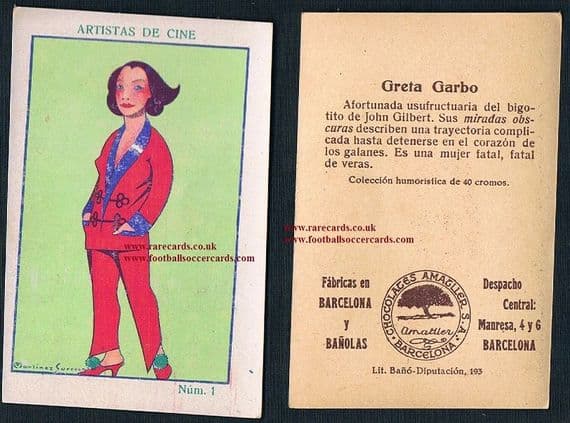 ARTISTAS DE CINE
www.rarecards.co.uk
www.footballsoccercards.com
Martinez
Núm. 1
Greta Garbo
Afortunada usufructuaria del bigo-
tito de John Gilbert. Sus miradas obs-
curas describen una trayectoria compli-
cada hasta detenerse en el corazón de
los galanes. Es una mujer fatal, fatal
de veras.
Colección humorística de 40 cromos.
www.rarecards.co.uk
www.footballsoccercards.com
Fábricas en
BARCELONA
y
BAÑOLAS
CHOCOLATES AMATLLER, S. A.
Amatller
BARCELONA
Despacho
Central:
Manresa, 4 y 6
BARCELONA
Lit. Bañó-Diputación, 193